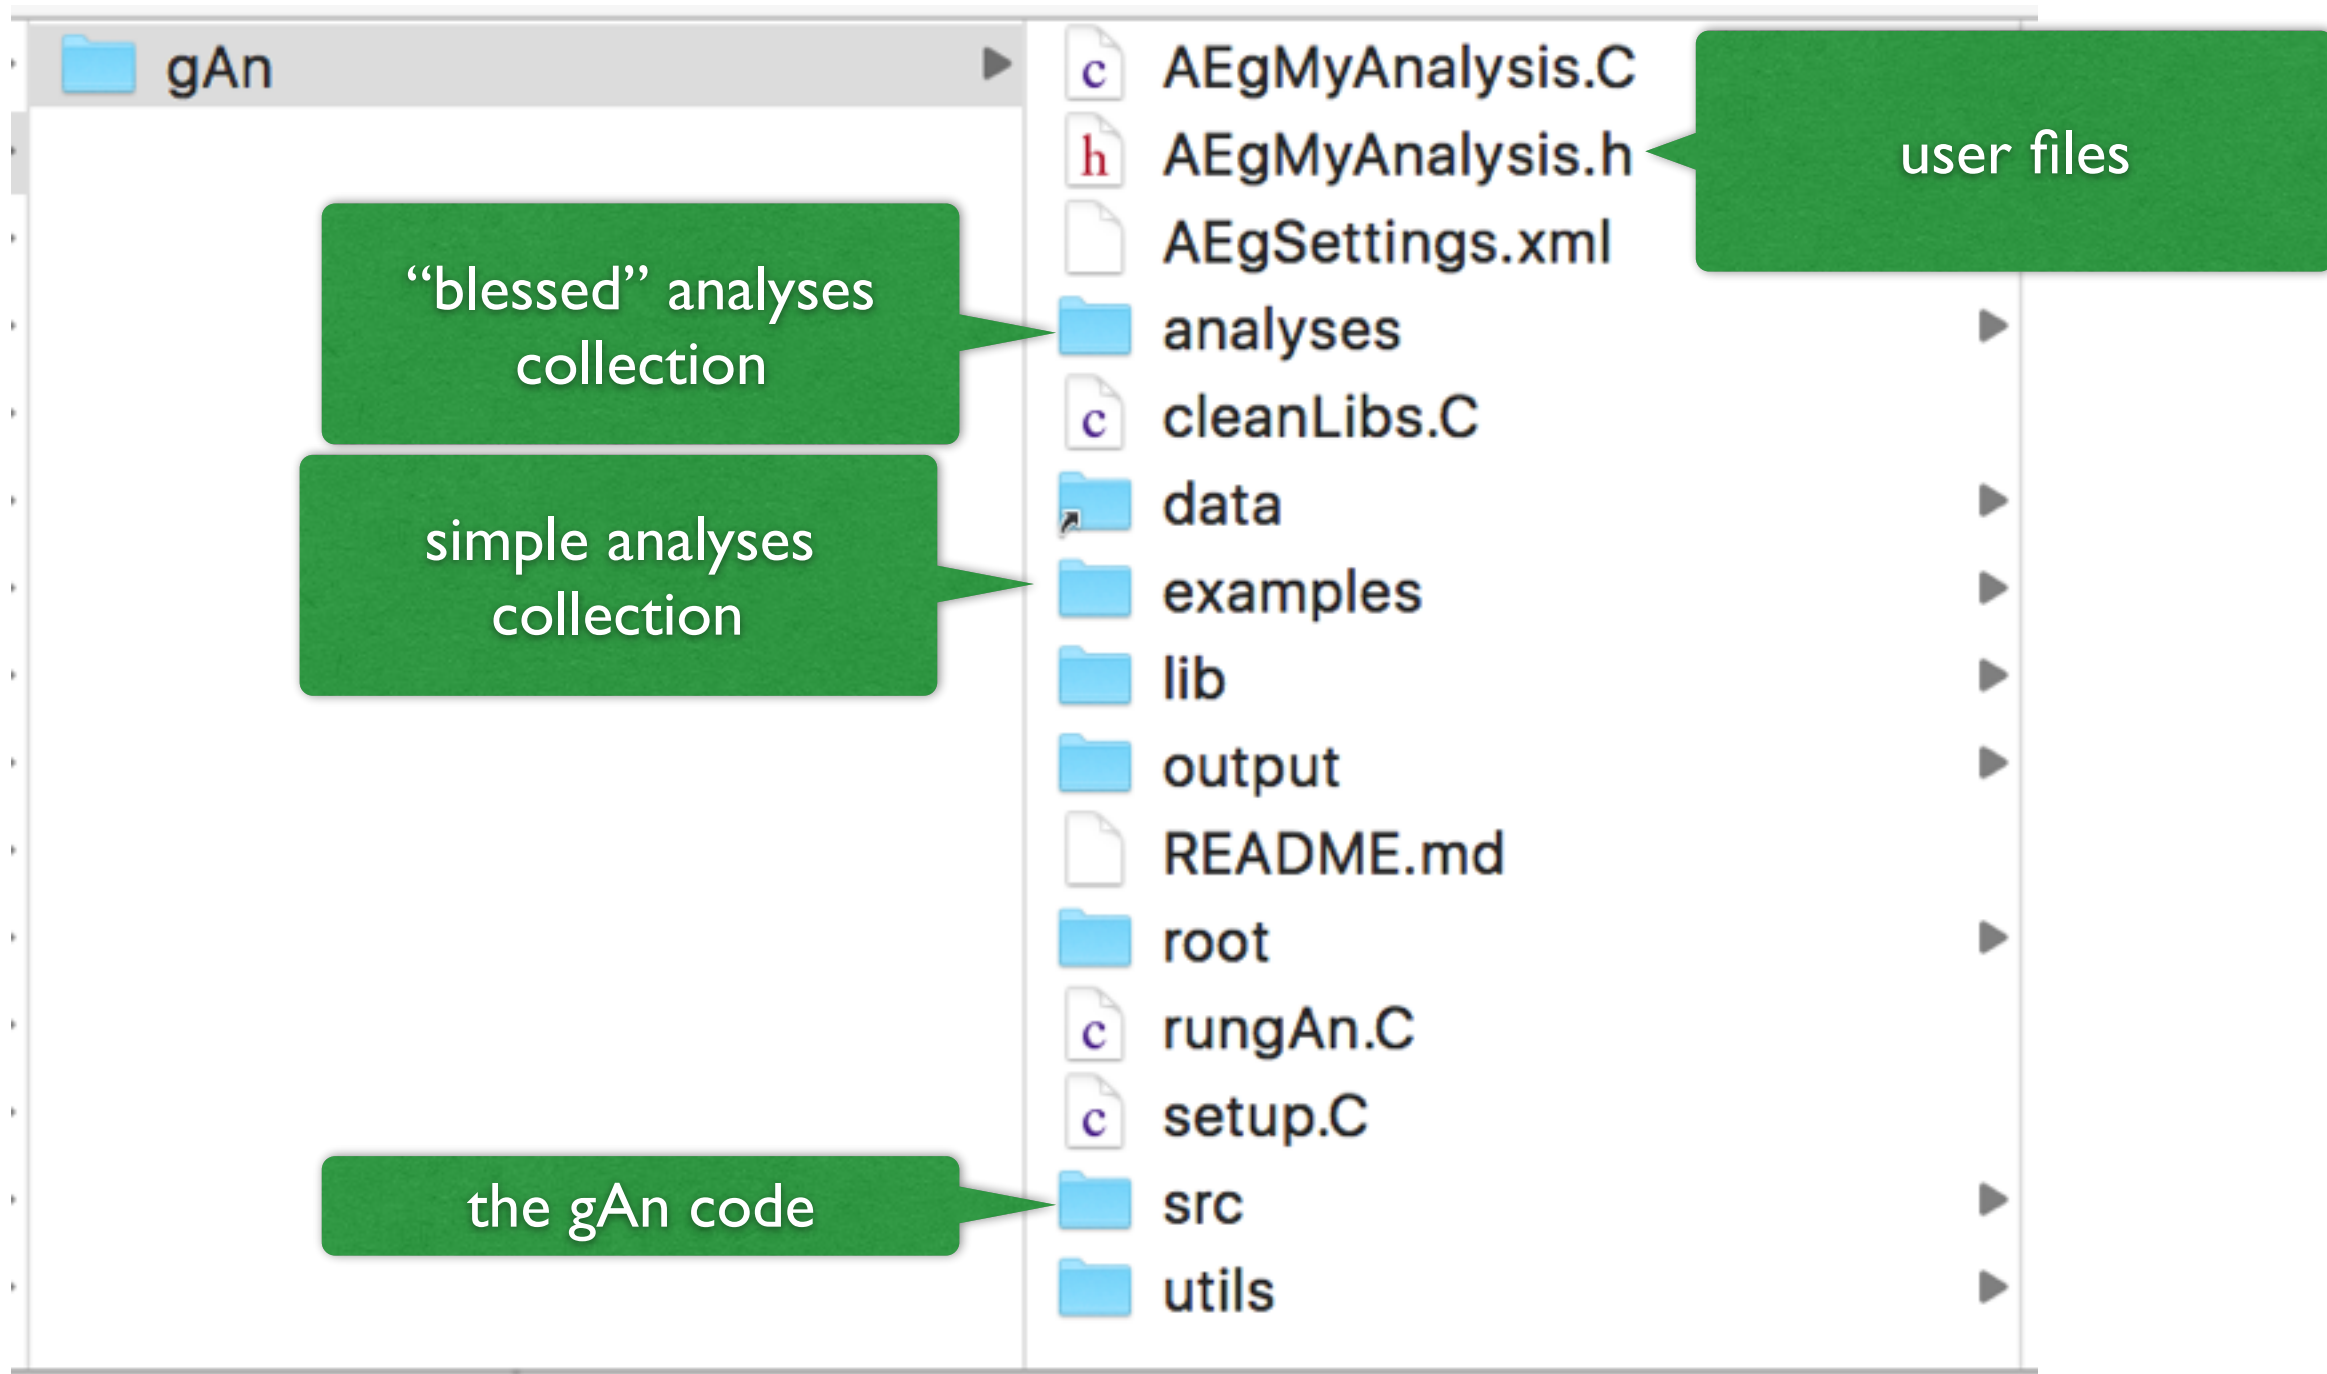 gAn
AEgMyAnalysis.C
AEgMyAnalysis.h
user files
AEgSettings.xml
“blessed” analyses
collection
analyses
cleanLibs.C
data
simple analyses
collection
examples
lib
output
README.md
root
rungAn.C
setup.C
the gAn code
src
utils
c
h
c
c
c